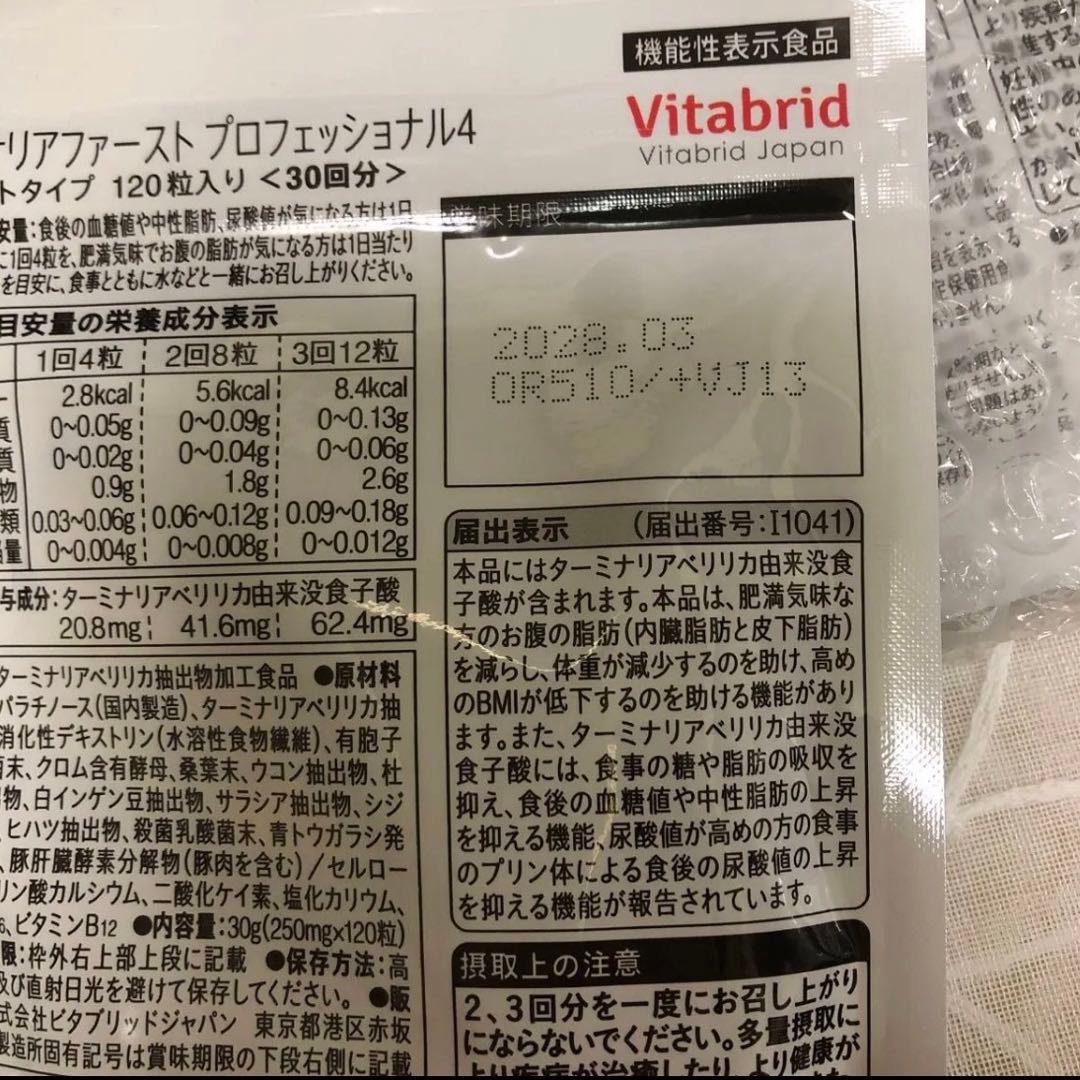 機能性表示食品
Vitabrid
Vitabrid Japan
リアファースト プロフェッショナル4
トタイプ 120粒入り <30回分>
安量:食後の血糖値や中性脂肪、尿酸値が気になる方は1日
に1回4粒を、肥満気味でお腹の脂肪が気になる方は1日当たり
を目安に、食事とともに水などと一緒にお召し上がりください。
目安量の栄養成分表示
1回4粒 2回8粒 3回12粒
2.8kcal 5.6kcal 8.4kcal
質 0~0.05g 0~0.09g 0~0.13g
質 0~0.02g 0~0.04g 0~0.06g
物 0.9g 1.8g 2.6g
類 0.03~0.06g 0.06~0.12g 0.09~0.18g
量 0~0.004g 0~0.008g 0~0.012g
与成分:ターミナリアベリリカ由来没食子酸
20.8mg 41.6mg 62.4mg
ターミナリアベリリカ抽出物加工食品 ●原材料
パラチノース(国内製造)、ターミナリアベリリカ抽
消化性デキストリン(水溶性食物繊維)、有胞子
末、クロム含有酵母、桑葉末、ウコン抽出物、杜
物、白インゲン豆抽出物、サラシア抽出物、シジ
、ヒハツ抽出物、殺菌乳酸菌末、青トウガラシ発
、豚肝臓酵素分解物(豚肉を含む)/セルロー
リン酸カルシウム、二酸化ケイ素、塩化カリウム、
6、ビタミンB12 ●内容量:30g(250mg×120粒)
限:枠外右上部上段に記載 ●保存方法:高
及び直射日光を避けて保存してください。 ●販
式会社ビタブリッドジャパン 東京都港区赤坂
製造所固有記号は賞味期限の下段右側に記載
賞味期限
2028.03
OR510/+VJ13
届出表示 (届出番号:I1041)
本品にはターミナリアベリリカ由来没食
子酸が含まれます。本品は、肥満気味な
方のお腹の脂肪(内臓脂肪と皮下脂肪)
を減らし、体重が減少するのを助け、高め
のBMIが低下するのを助ける機能があり
ます。また、ターミナリアベリリカ由来没
食子酸には、食事の糖や脂肪の吸収を
抑え、食後の血糖値や中性脂肪の上昇
を抑える機能、尿酸値が高めの方の食事
のプリン体による食後の尿酸値の上昇
を抑える機能が報告されています。
摂取上の注意
2、3回分を一度にお召し上がり
にならないでください。多量摂取に
より疾病が治癒したり、より健康が